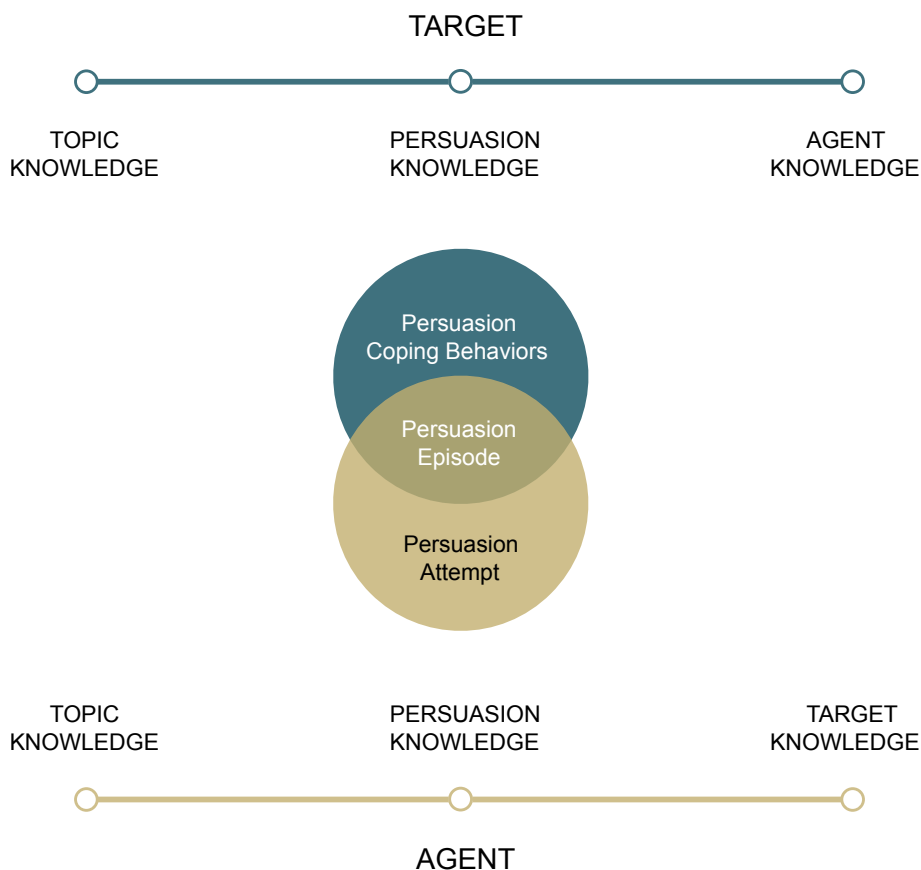 TARGET
TOPIC
KNOWLEDGE
PERSUASION
KNOWLEDGE
AGENT
KNOWLEDGE
Persuasion
Coping Behaviors
Persuasion
Episode
Persuasion
Attempt
TOPIC
KNOWLEDGE
PERSUASION
KNOWLEDGE
TARGET
KNOWLEDGE
AGENT